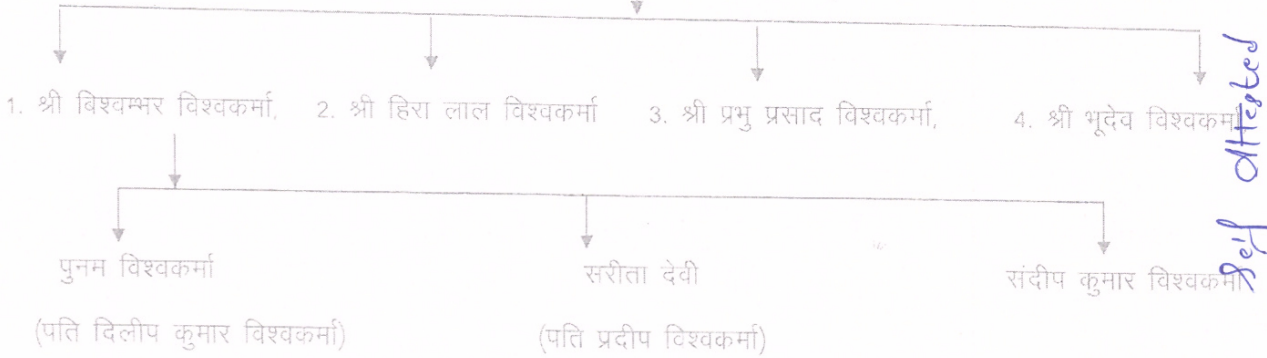 1. श्री बिश्वम्भर विश्वकर्मा, 2. श्री हिरा लाल विश्वकर्मा 3. श्री प्रभु प्रसाद विश्वकर्मा, 4. श्री भूदेव विश्वकर्मा
पुनम विश्वकर्मा सरीता देवी संदीप कुमार विश्वकर्मा
(पति दिलीप कुमार विश्वकर्मा) (पति प्रदीप विश्वकर्मा)
Self Attested